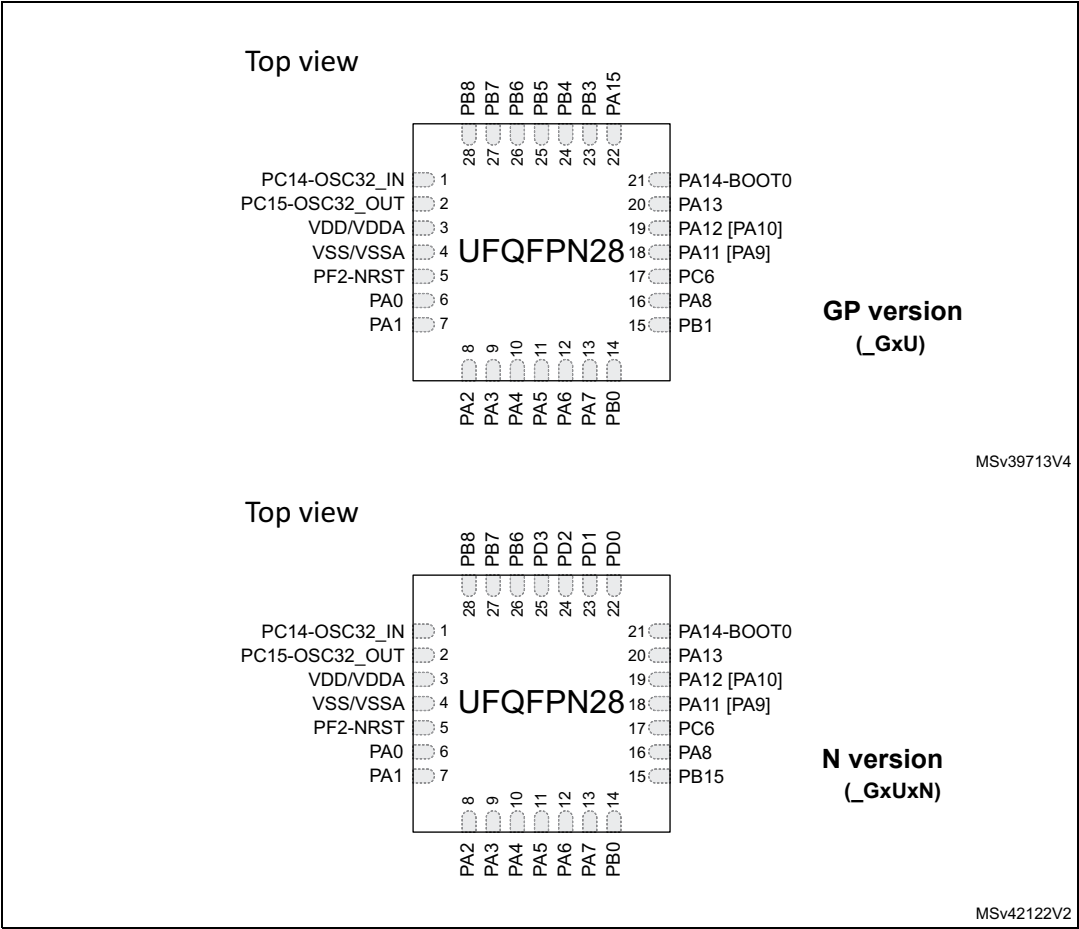 Top view
PB8 PB7 PB6 PB5 PB4 PB3 PA15
28 27 26 25 24 23 22
PC14-OSC32_IN 1 21 PA14-BOOT0
PC15-OSC32_OUT 2 20 PA13
VDD/VDDA 3 19 PA12 [PA10]
VSS/VSSA 4 UFQFPN28 18 PA11 [PA9]
PF2-NRST 5 17 PC6
PA0 6 16 PA8
PA1 7 15 PB1
GP version
(_GxU)
8 9 10 11 12 13 14
PA2 PA3 PA4 PA5 PA6 PA7 PB0
MSv39713V4
Top view
PB8 PB7 PB6 PD3 PD2 PD1 PD0
28 27 26 25 24 23 22
PC14-OSC32_IN 1 21 PA14-BOOT0
PC15-OSC32_OUT 2 20 PA13
VDD/VDDA 3 19 PA12 [PA10]
VSS/VSSA 4 UFQFPN28 18 PA11 [PA9]
PF2-NRST 5 17 PC6
PA0 6 16 PA8
PA1 7 15 PB15
N version
(_GxUxN)
8 9 10 11 12 13 14
PA2 PA3 PA4 PA5 PA6 PA7 PB0
MSv42122V2